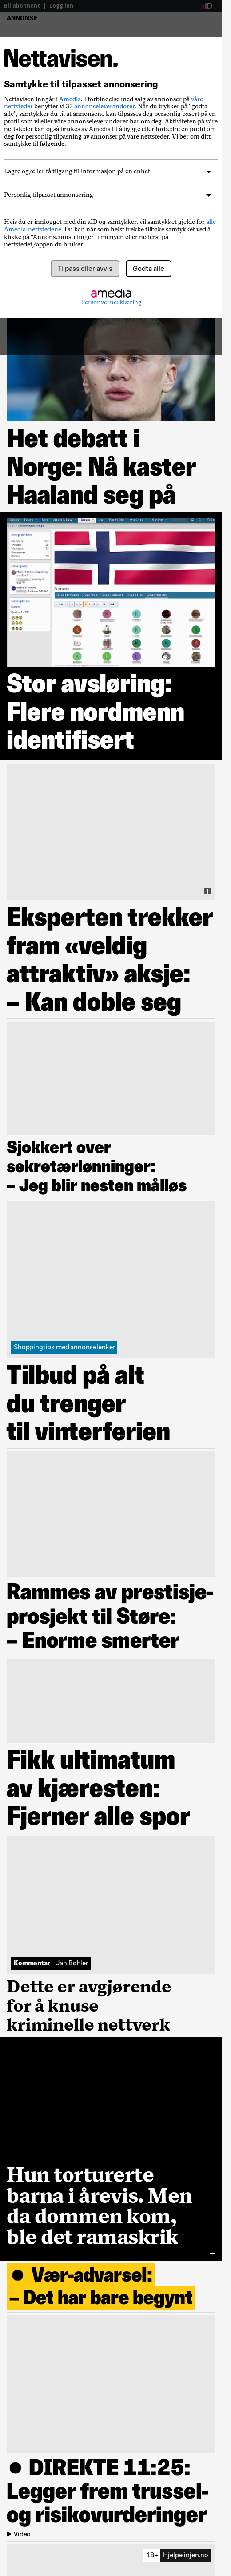 Bli abonnent | Logg inn
aID
ANNONSE
Nettavisen.
Samtykke til tilpasset annonsering
Nettavisen inngår i Amedia. I forbindelse med salg av annonser på våre
nettsteder benytter vi 33 annonseleverandører. Når du trykker på "godta
alle", samtykker du til at annonsene kan tilpasses deg personlig basert på en
profil som vi eller våre annonseleverandører har om deg. Aktiviteten på våre
nettsteder kan også brukes av Amedia til å bygge eller forbedre en profil om
deg for personlig tilpasning av annonser på våre nettsteder. Vi ber om ditt
samtykke til følgende:
Lagre og/eller få tilgang til informasjon på en enhet
Personlig tilpasset annonsering
Hvis du er innlogget med din aID og samtykker, vil samtykket gjelde for alle
Amedia-nettstedene. Du kan når som helst trekke tilbake samtykket ved å
klikke på “Annonseinnstillinger” i menyen eller nederst på
nettstedet/appen du bruker.
Tilpass eller avvis
Godta alle
amedia
Personvernerklæring
Het debatt i
Norge: Nå kaster
Haaland seg på
Norway
Stor avsløring:
Flere nordmenn
identifisert
Eksperten trekker
fram «veldig
attraktiv» aksje:
– Kan doble seg
Sjokkert over
sekretærlønninger:
– Jeg blir nesten målløs
Shoppingtips med annonselenker
Tilbud på alt
du trenger
til vinterferien
Rammes av prestisje-
prosjekt til Støre:
– Enorme smerter
Fikk ultimatum
av kjæresten:
Fjerner alle spor
Kommentar | Jan Bøhler
Dette er avgjørende
for å knuse
kriminelle nettverk
Hun torturerte
barna i årevis. Men
da dommen kom,
ble det ramaskrik
● Vær-advarsel:
– Det har bare begynt
● DIREKTE 11:25:
Legger frem trussel-
og risikovurderinger
Video
18+ Hjelpelinjen.no